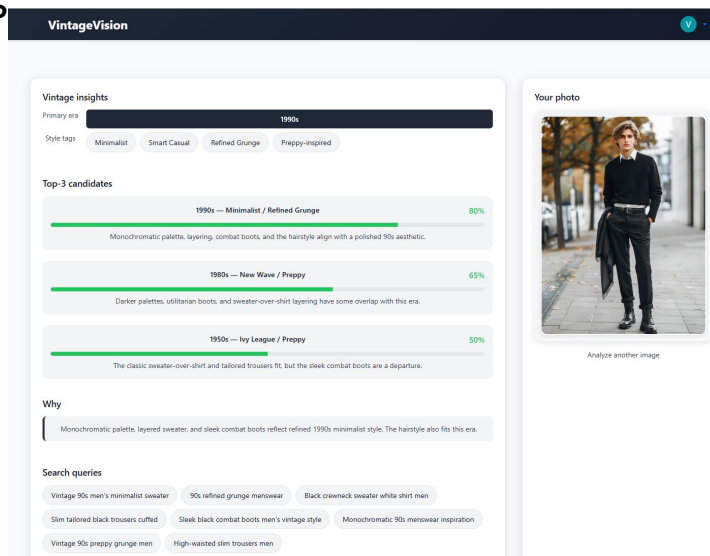 VintageVision
V
Vintage insights
Primary era
1990s
Style tags
Minimalist
Smart Casual
Refined Grunge
Preppy-inspired
Top-3 candidates
1990s — Minimalist / Refined Grunge 80%
Monochromatic palette, layering, combat boots, and the hairstyle align with a polished 90s aesthetic.
1980s — New Wave / Preppy 65%
Darker palettes, utilitarian boots, and sweater-over-shirt layering have some overlap with this era.
1950s — Ivy League / Preppy 50%
The classic sweater-over-shirt and tailored trousers fit, but the sleek combat boots are a departure.
Why
Monochromatic palette, layered sweater, and sleek combat boots reflect refined 1990s minimalist style. The hairstyle also fits this era.
Search queries
Vintage 90s men's minimalist sweater
90s refined grunge menswear
Black crewneck sweater white shirt men
Slim tailored black trousers cuffed
Sleek black combat boots men's vintage style
Monochromatic 90s menswear inspiration
Vintage 90s preppy grunge men
High-waisted slim trousers men
Your photo
Analyze another image